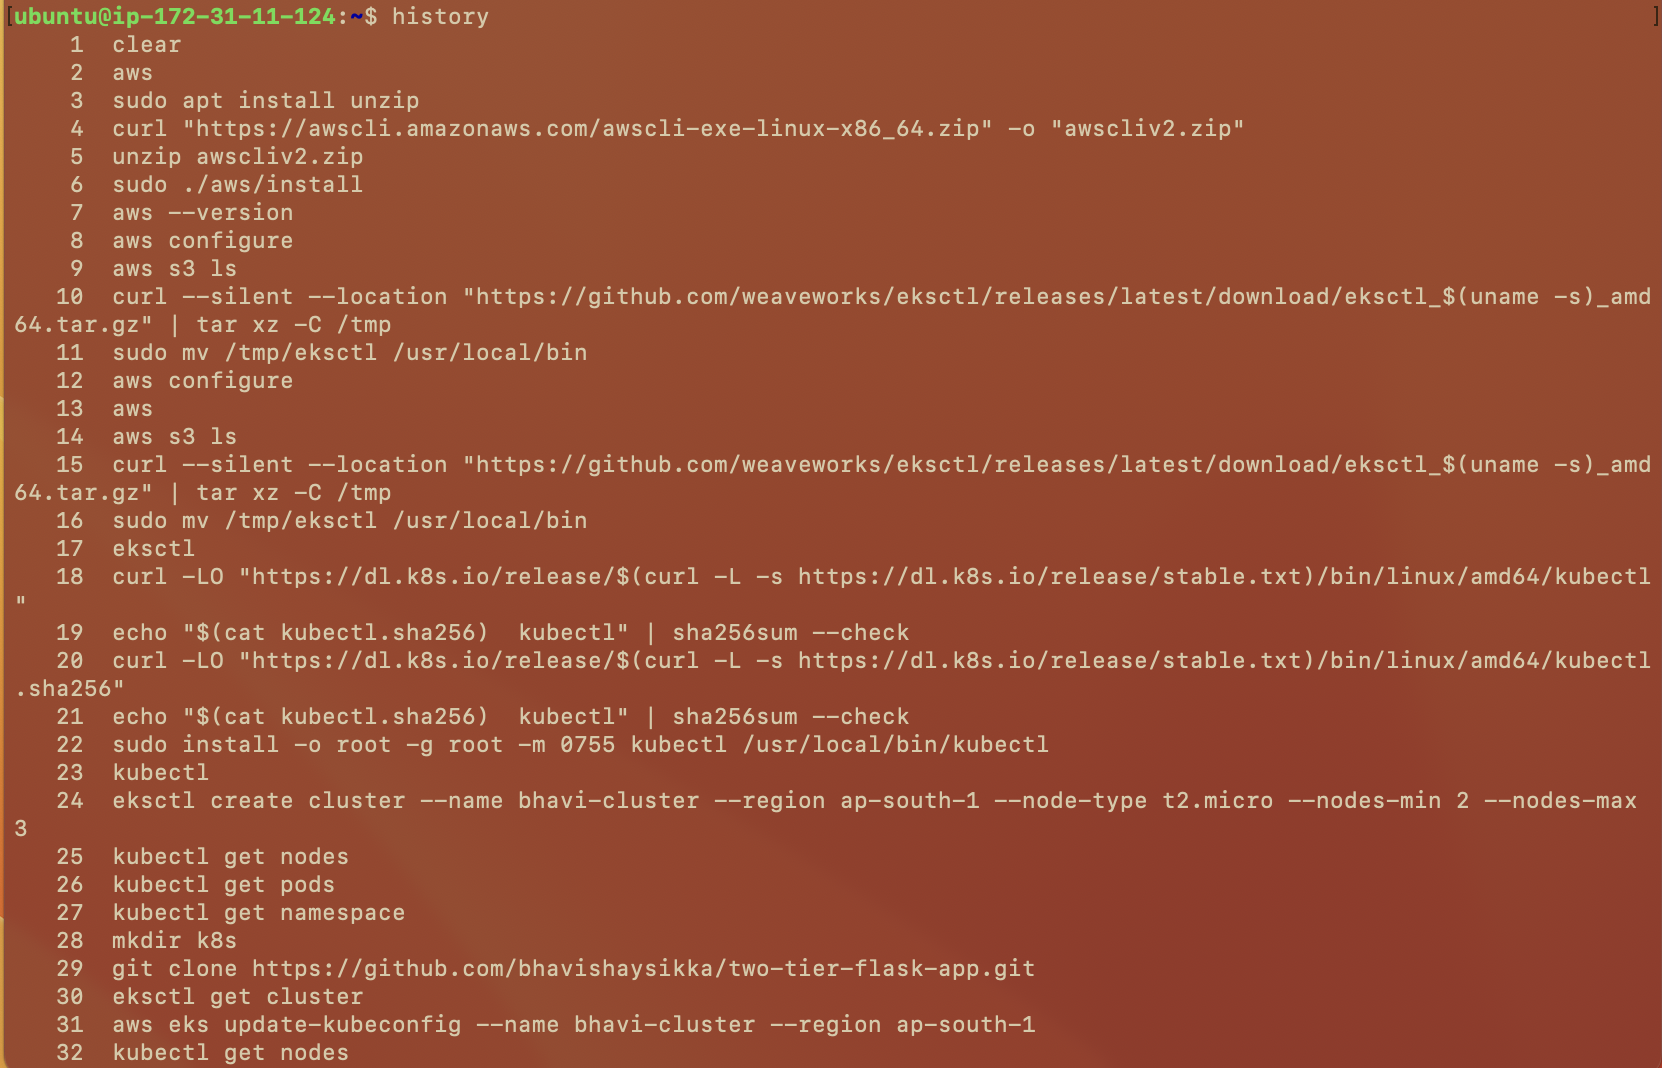 [ubuntu@ip-172-31-11-124:~$ history ]
1 clear
2 aws
3 sudo apt install unzip
4 curl "https://awscli.amazonaws.com/awscli-exe-linux-x86_64.zip" -o "awscliv2.zip"
5 unzip awscliv2.zip
6 sudo ./aws/install
7 aws --version
8 aws configure
9 aws s3 ls
10 curl --silent --location "https://github.com/weaveworks/eksctl/releases/latest/download/eksctl_$(uname -s)_amd
64.tar.gz" | tar xz -C /tmp
11 sudo mv /tmp/eksctl /usr/local/bin
12 aws configure
13 aws
14 aws s3 ls
15 curl --silent --location "https://github.com/weaveworks/eksctl/releases/latest/download/eksctl_$(uname -s)_amd
64.tar.gz" | tar xz -C /tmp
16 sudo mv /tmp/eksctl /usr/local/bin
17 eksctl
18 curl -LO "https://dl.k8s.io/release/$(curl -L -s https://dl.k8s.io/release/stable.txt)/bin/linux/amd64/kubectl
"
19 echo "$(cat kubectl.sha256)  kubectl" | sha256sum --check
20 curl -LO "https://dl.k8s.io/release/$(curl -L -s https://dl.k8s.io/release/stable.txt)/bin/linux/amd64/kubectl
.sha256"
21 echo "$(cat kubectl.sha256)  kubectl" | sha256sum --check
22 sudo install -o root -g root -m 0755 kubectl /usr/local/bin/kubectl
23 kubectl
24 eksctl create cluster --name bhavi-cluster --region ap-south-1 --node-type t2.micro --nodes-min 2 --nodes-max
3
25 kubectl get nodes
26 kubectl get pods
27 kubectl get namespace
28 mkdir k8s
29 git clone https://github.com/bhavishaysikka/two-tier-flask-app.git
30 eksctl get cluster
31 aws eks update-kubeconfig --name bhavi-cluster --region ap-south-1
32 kubectl get nodes